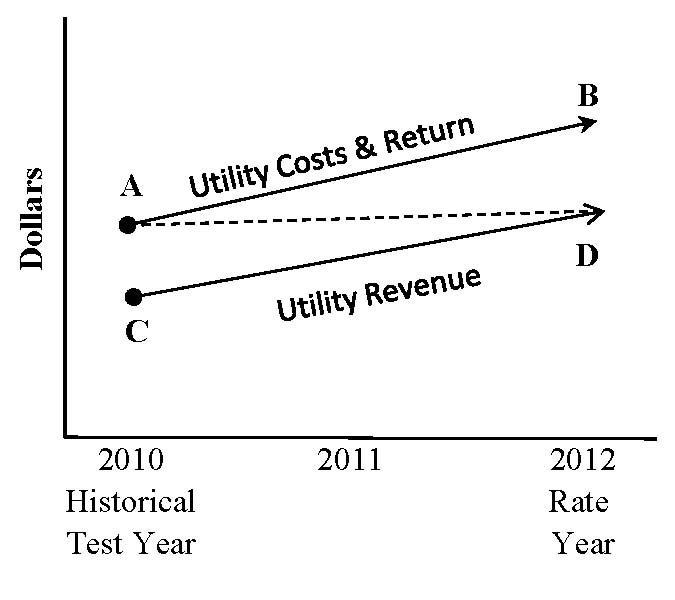 B
Utility Costs & Return
A
Dollars
D
Utility Revenue
C
2010
2011
2012
Historical
Rate
Test Year
Year